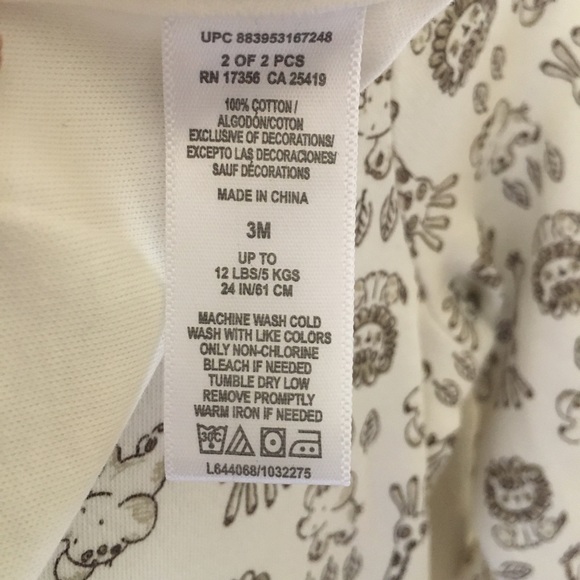 UPC 883953167248
2 OF 2 PCS
RN 17356 CA 25419
100% COTTON /
ALGODÓN/COTON
EXCLUSIVE OF DECORATIONS/
EXCEPTO LAS DECORACIONES/
SAUF DÉCORATIONS
MADE IN CHINA
3M
UP TO
12 LBS/5 KGS
24 IN/61 CM
MACHINE WASH COLD
WASH WITH LIKE COLORS
ONLY NON-CHLORINE
BLEACH IF NEEDED
TUMBLE DRY LOW
REMOVE PROMPTLY
WARM IRON IF NEEDED
30C
L644068/1032275